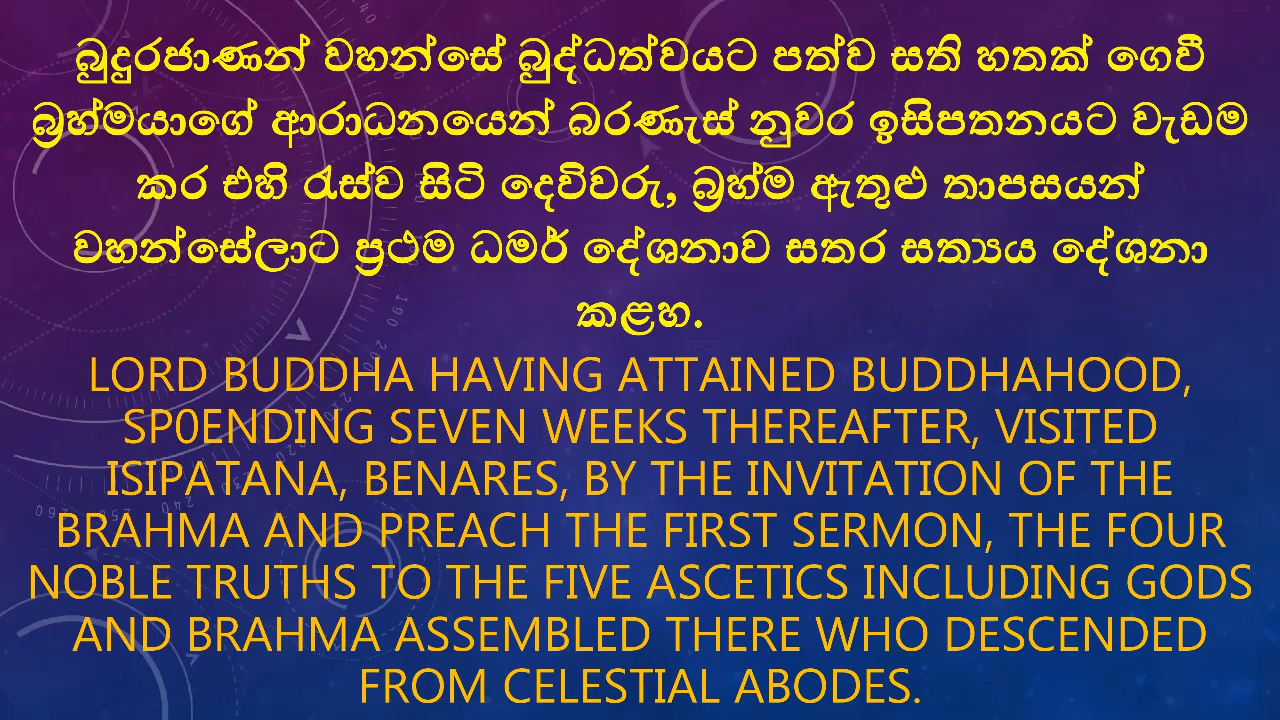 බුදුරජාණන් වහන්සේ බුද්ධත්වයට පත්ව සති හතක් ගෙවී
බ්‍රහ්මයාගේ ආරාධනයෙන් බරණැස් නුවර ඉසිපතනයට වැඩම
කර එහි රැස්ව සිටි දෙවිවරු, බ්‍රහ්ම ඇතුළු තාපසයන්
වහන්සේලාට ප්‍රථම ධමර් දේශනාව සතර සත්‍යය දේශනා
කළහ.
LORD BUDDHA HAVING ATTAINED BUDDHAHOOD,
SP0ENDING SEVEN WEEKS THEREAFTER, VISITED
ISIPATANA, BENARES, BY THE INVITATION OF THE
BRAHMA AND PREACH THE FIRST SERMON, THE FOUR
NOBLE TRUTHS TO THE FIVE ASCETICS INCLUDING GODS
AND BRAHMA ASSEMBLED THERE WHO DESCENDED
FROM CELESTIAL ABODES.